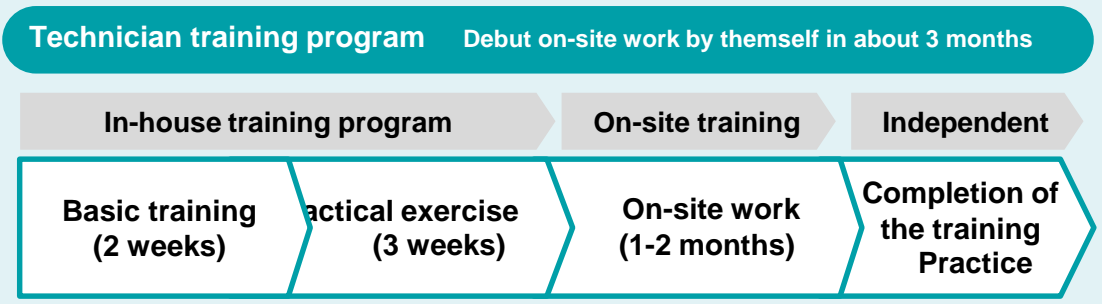 Technician training program Debut on-site work by themself in about 3 months
In-house training program On-site training Independent
Basic training
(2 weeks)
actical exercise
(3 weeks)
On-site work
(1-2 months)
Completion of
the training
Practice